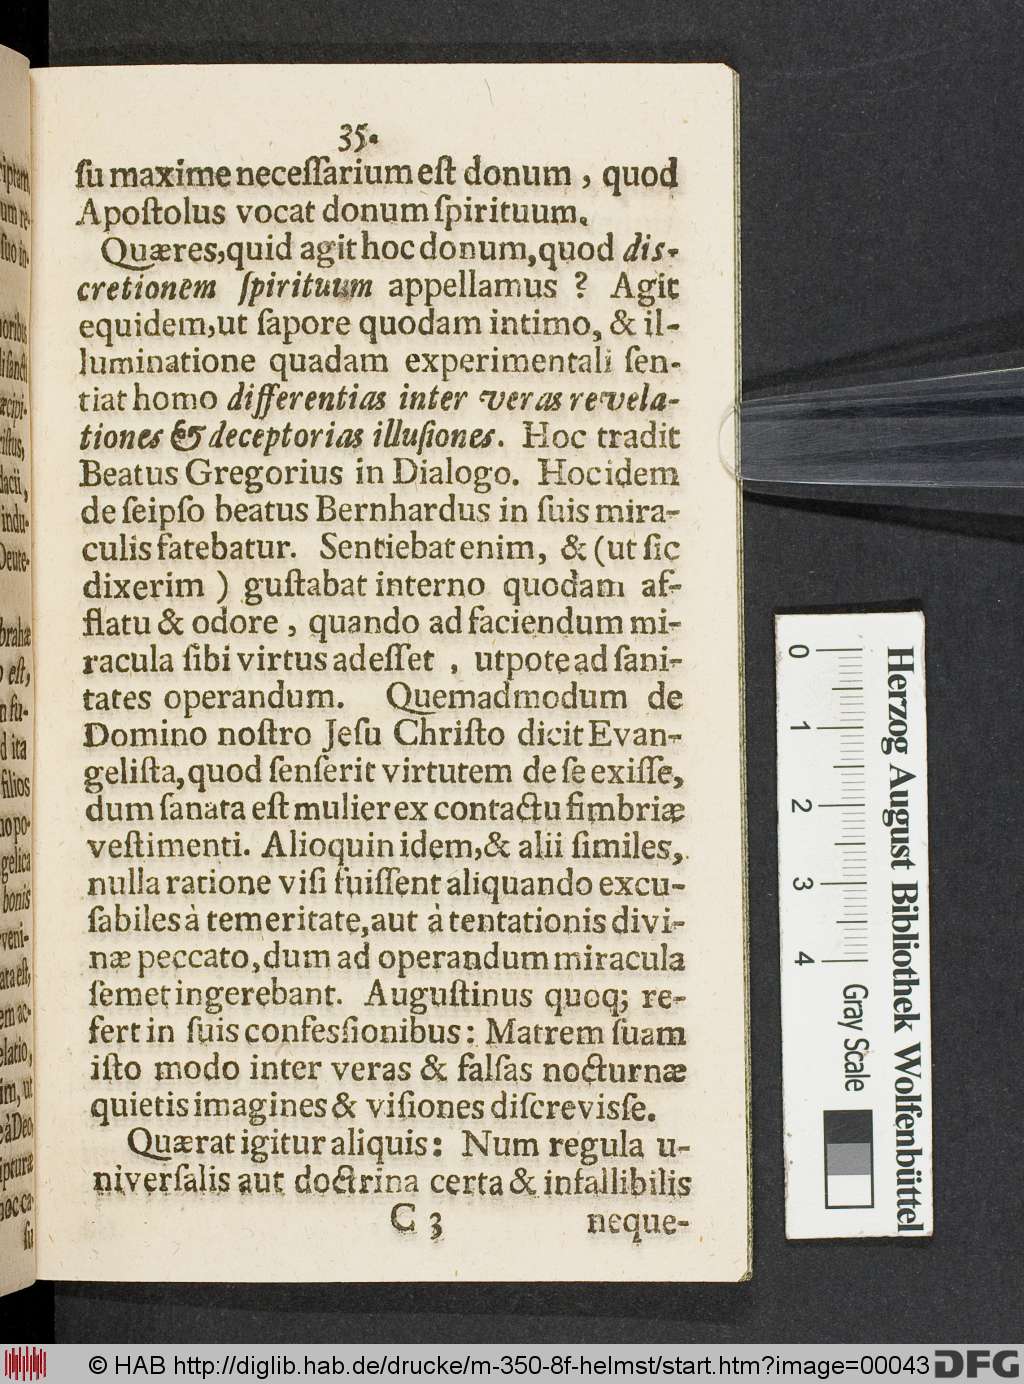 35.
ſu maxime neceſſarium eſt donum , quod
Apoſtolus vocat donum ſpirituum.
Quæres, quid agit hoc donum, quod dis-
cretionem ſpirituum appellamus ? Agit
equidem, ut ſapore quodam intimo, & il-
luminatione quadam experimentali ſen-
tiat homo differentias inter veras revela-
tiones & deceptorias illuſiones. Hoc tradit
Beatus Gregorius in Dialogo. Hoc idem
de ſeipſo beatus Bernhardus in ſuis mira-
culis fatebatur. Sentiebat enim, & (ut ſic
dixerim ) guſtabat interno quodam af-
flatu & odore , quando ad faciendum mi-
racula ſibi virtus adeſſet , utpote ad ſani-
tates operandum. Quemadmodum de
Domino noſtro Jeſu Chriſto dicit Evan-
geliſta, quod ſenſerit virtutem de ſe exiſſe,
dum ſanata eſt mulier ex contactu fimbriæ
veſtimenti. Alioquin idem, & alii ſimiles,
nulla ratione viſi fuiſſent aliquando excu-
ſabiles à temeritate, aut à tentationis divi-
næ peccato, dum ad operandum miracula
ſemet ingerebant. Auguſtinus quoq; re-
fert in ſuis confesſionibus: Matrem ſuam
iſto modo inter veras & falſas nocturnæ
quietis imagines & viſiones diſcrevisſe.
Quærat igitur aliquis: Num regula u-
niverſalis aut doctrina certa & infallibilis
C 3 neque-
0 1 2 3 4
Gray Scale
Herzog August Bibliothek Wolfenbüttel
© HAB http://diglib.hab.de/drucke/m-350-8f-helmst/start.htm?image=00043
DFG